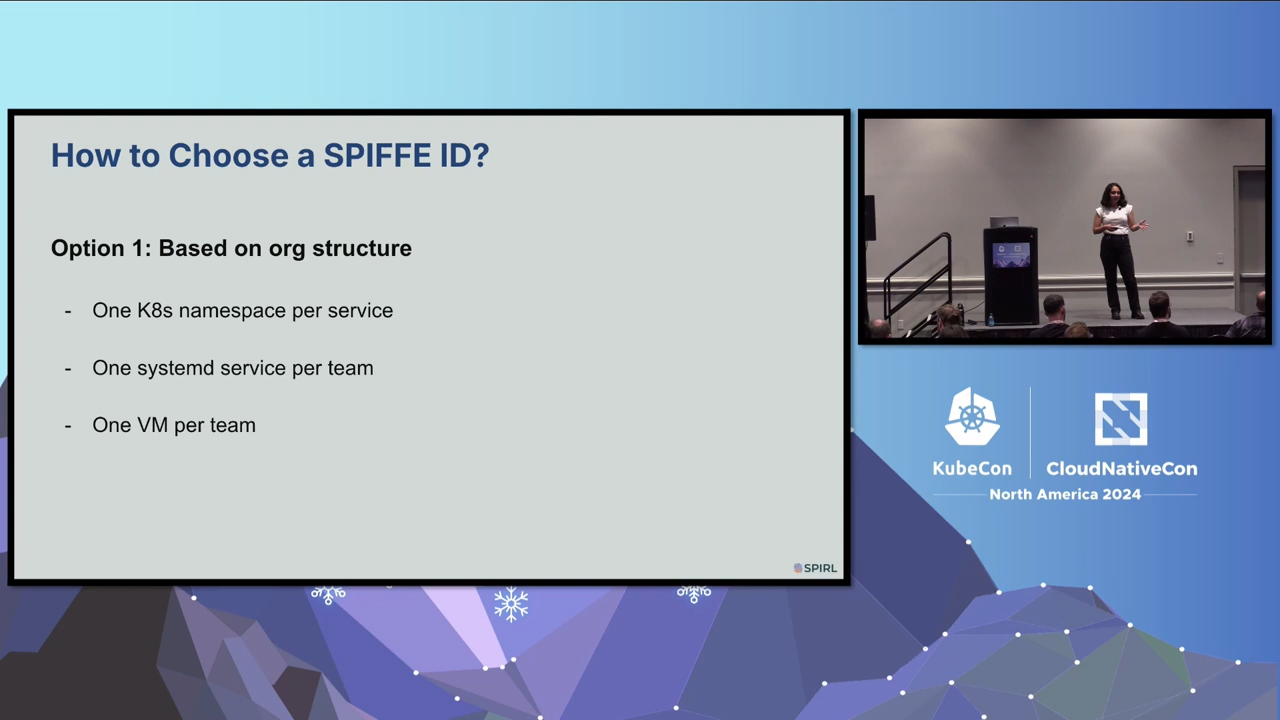 How to Choose a SPIFFE ID?
Option 1: Based on org structure
- One K8s namespace per service
- One systemd service per team
- One VM per team
SPIRL
KubeCon
CloudNativeCon
North America 2024